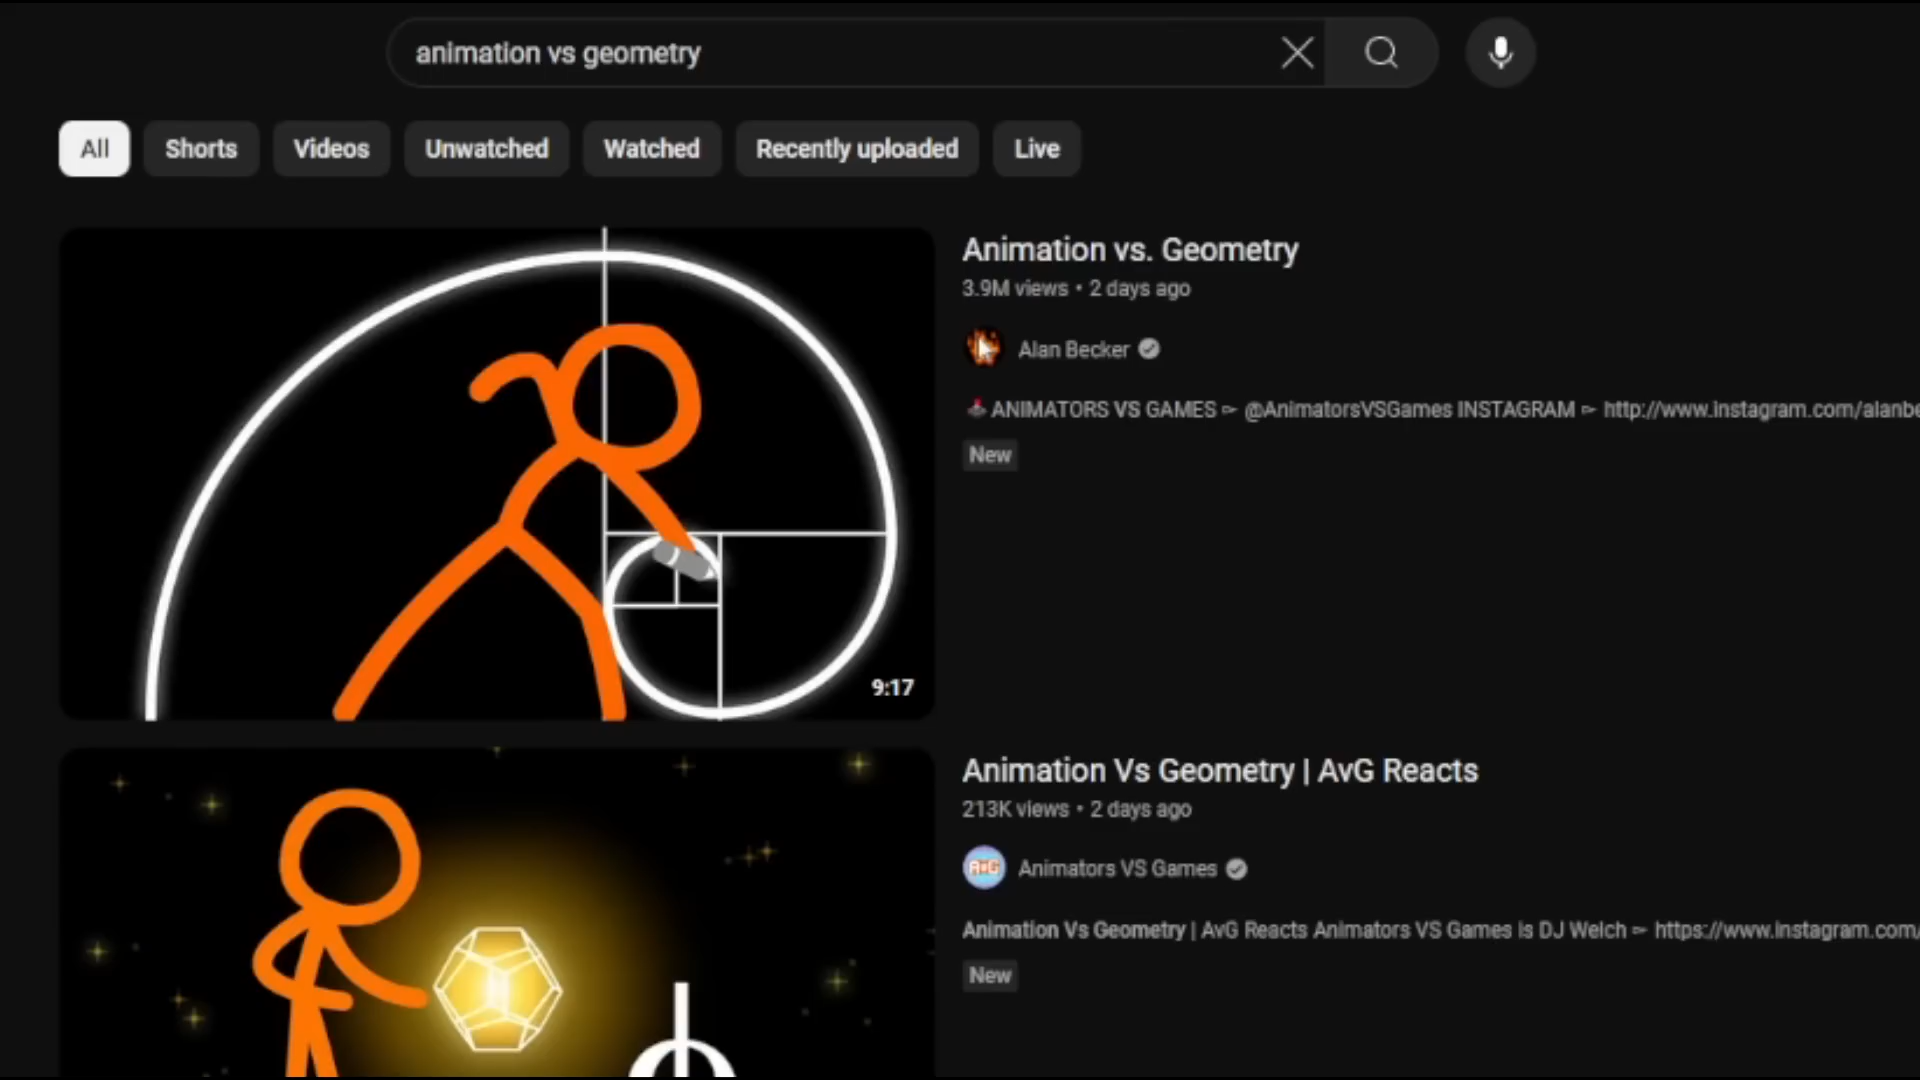 animation vs geometry
All
Shorts
Videos
Unwatched
Watched
Recently uploaded
Live
Animation vs. Geometry
3.9M views • 2 days ago
Alan Becker
ANIMATORS VS GAMES ► @AnimatorsVSGames INSTAGRAM ► http://www.instagram.com/alanbe
New
9:17
Animation Vs Geometry | AvG Reacts
213K views • 2 days ago
AvG
Animators VS Games
Animation Vs Geometry | AvG Reacts Animators VS Games is DJ Welch ► https://www.instagram.com/
New
ϕ